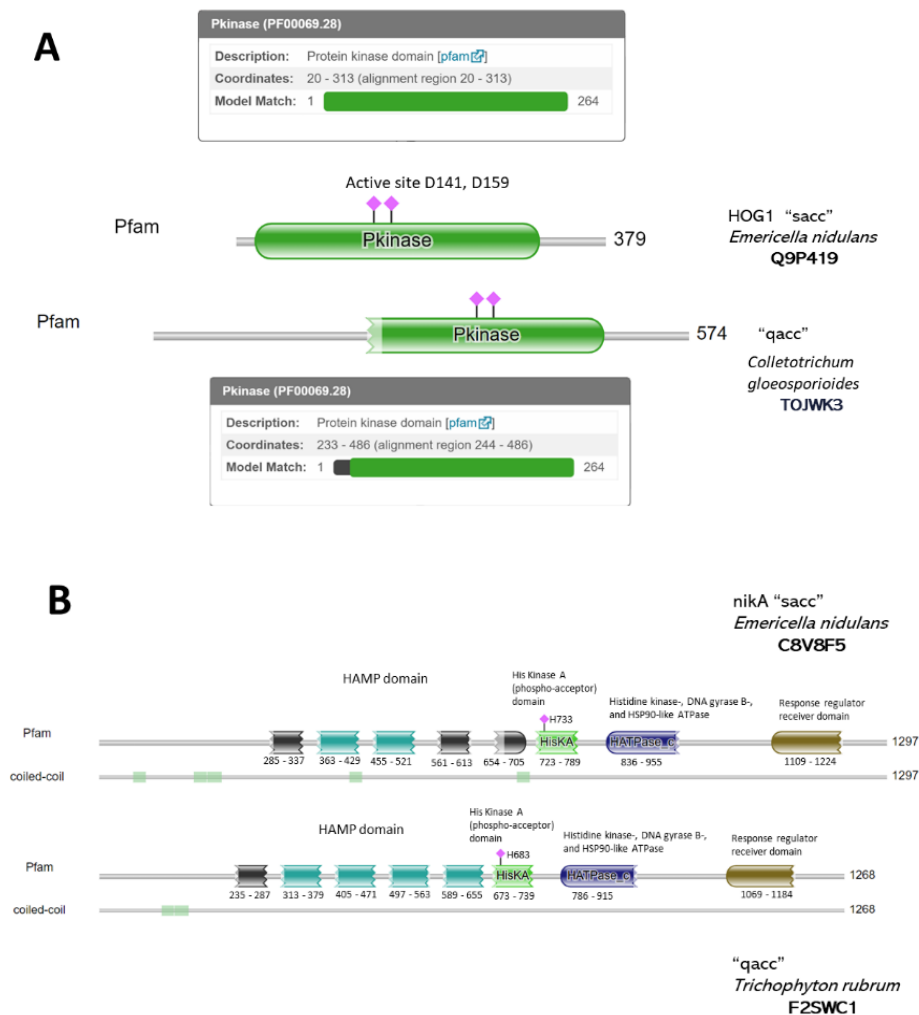 A
Pkinase (PF00069.28)
Description: Protein kinase domain [pfam]
Coordinates: 20 - 313 (alignment region 20 - 313)
Model Match: 1 264
Active site D141, D159
Pfam
Pkinase
379
HOG1 “sacc”
Emericella nidulans
Q9P419
Pfam
Pkinase
574
“qacc”
Colletotrichum
gloeosporioides
T0JWK3
Pkinase (PF00069.28)
Description: Protein kinase domain [pfam]
Coordinates: 233 - 486 (alignment region 244 - 486)
Model Match: 1 264
B
nikA “sacc”
Emericella nidulans
C8V8F5
HAMP domain
His Kinase A
(phospho-acceptor)
domain
Histidine kinase-, DNA gyrase B-,
and HSP90-like ATPase
Response regulator
receiver domain
H733
Pfam
HisKA
HATPase_c
1297
285 - 337
363 - 429
455 - 521
561 - 613
654 - 705
723 - 789
836 - 955
1109 - 1224
coiled-coil
1297
HAMP domain
His Kinase A
(phospho-acceptor)
domain
Histidine kinase-, DNA gyrase B-,
and HSP90-like ATPase
Response regulator
receiver domain
H683
Pfam
HisKA
HATPase_c
1268
235 - 287
313 - 379
405 - 471
497 - 563
589 - 655
673 - 739
786 - 915
1069 - 1184
coiled-coil
1268
“qacc”
Trichophyton rubrum
F2SWC1